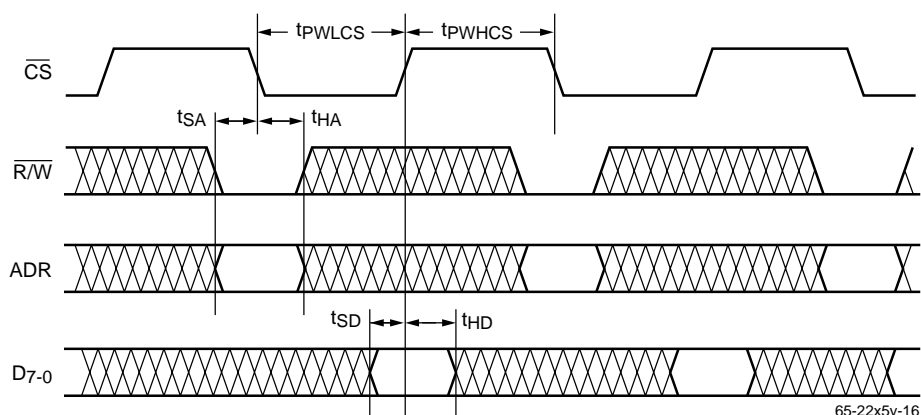 tPWLCS tPWHCS
CS
tSA tHA
R/W
ADR
tSD tHD
D7-0
65-22x5y-16